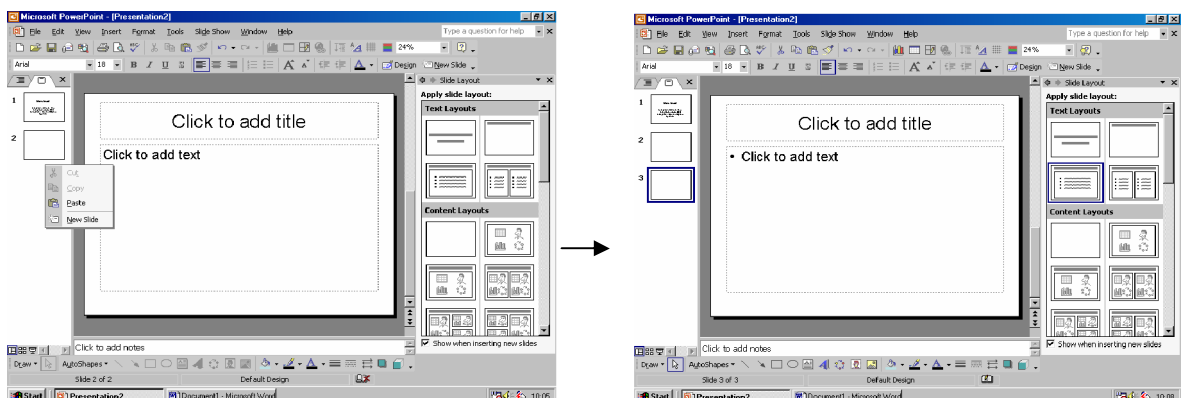 Microsoft PowerPoint - [Presentation2]
File Edit View Insert Format Tools Slide Show Window Help Type a question for help
24%
Arial 18 B I U S A A A Design New Slide
Slide Layout
Apply slide layout:
Text Layouts
1
2
Click to add title
Click to add text
Cut
Copy
Paste
New Slide
Content Layouts
Show when inserting new slides
Click to add notes
Draw AutoShapes A
Slide 2 of 2 Default Design
Start Presentation2 Document1 - Microsoft Word 10:05
Microsoft PowerPoint - [Presentation2]
File Edit View Insert Format Tools Slide Show Window Help Type a question for help
24%
Arial 18 B I U S A A A Design New Slide
Slide Layout
Apply slide layout:
Text Layouts
1
2
3
Click to add title
• Click to add text
Content Layouts
Show when inserting new slides
Click to add notes
Draw AutoShapes A
Slide 3 of 3 Default Design
Start Presentation2 Document1 - Microsoft Word 10:08